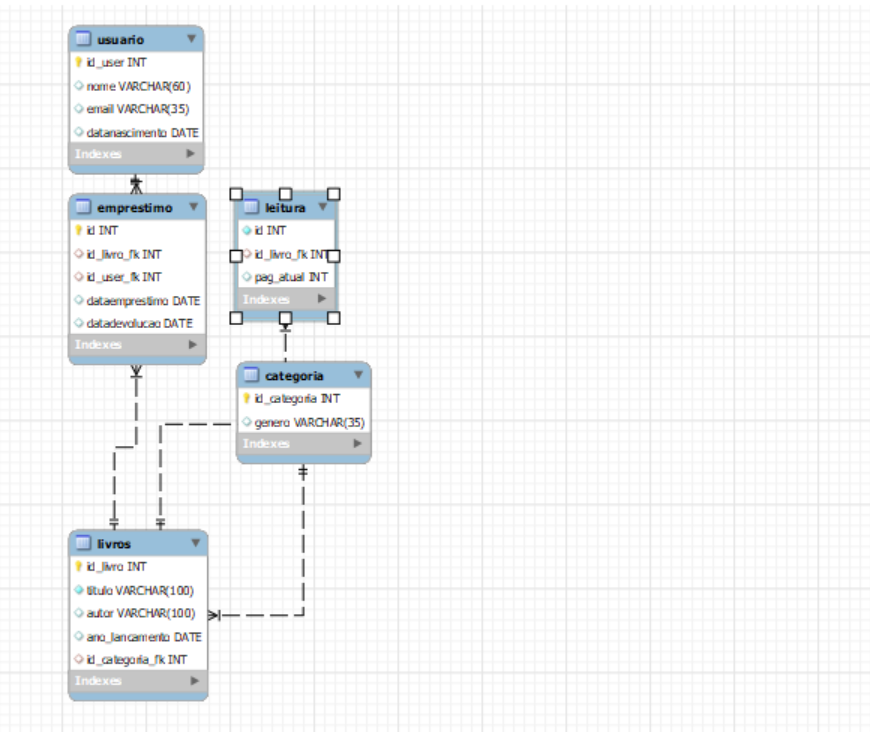 usuario
id_user INT
nome VARCHAR(60)
email VARCHAR(35)
datanascimento DATE
Indexes
emprestimo
id INT
id_livro_fk INT
id_user_fk INT
dataemprestimo DATE
datadevolucao DATE
Indexes
leitura
id INT
id_livro_fk INT
pag_atual INT
Indexes
categoria
id_categoria INT
genero VARCHAR(35)
Indexes
livros
id_livro INT
titulo VARCHAR(100)
autor VARCHAR(100)
ano_lancamento DATE
id_categoria_fk INT
Indexes